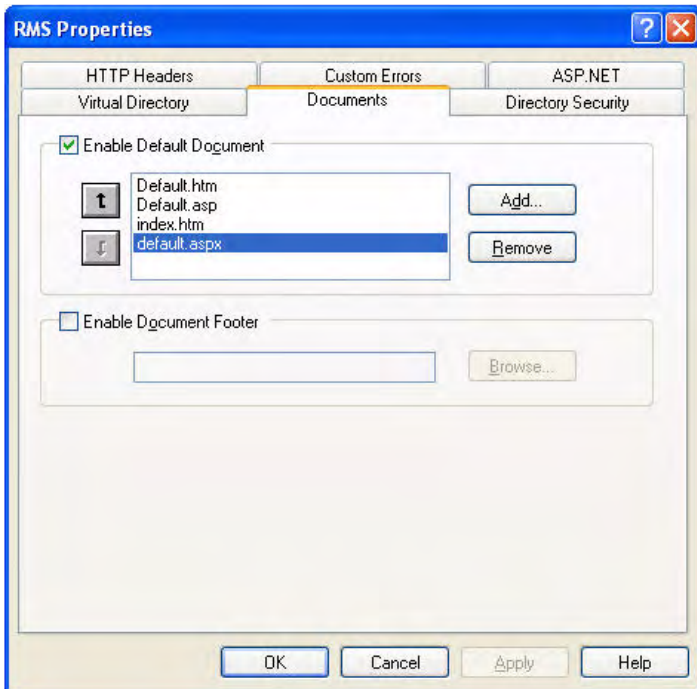 RMS Properties
HTTP Headers
Custom Errors
ASP.NET
Virtual Directory
Documents
Directory Security
Enable Default Document
Default.htm
Default.asp
index.htm
default.aspx
Add...
Remove
Enable Document Footer
Browse...
OK
Cancel
Apply
Help